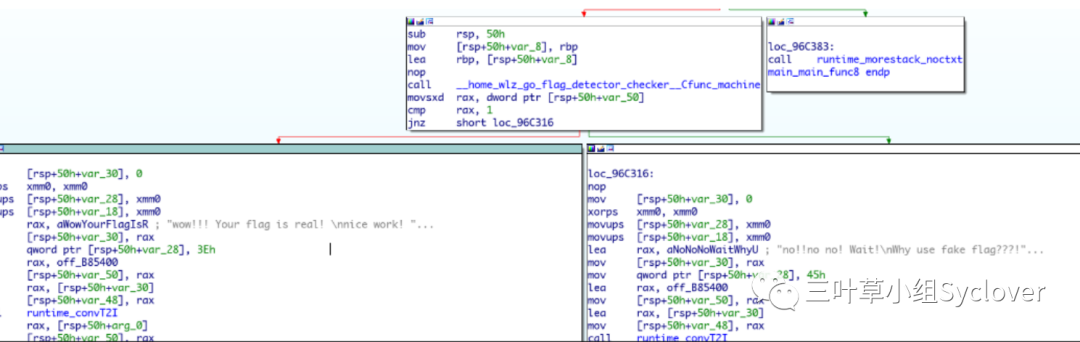 sub rsp, 50h
mov [rsp+50h+var_8], rbp
lea rbp, [rsp+50h+var_8]
nop
call __home_wlz_go_flag_detector_checker__Cfunc_machine
movsxd rax, dword ptr [rsp+50h+var_50]
cmp rax, 1
jnz short loc_96C316
loc_96C383:
call runtime_morestack_noctxt
main_main_func8 endp
[rsp+50h+var_30], 0
ps xmm0, xmm0
ups [rsp+50h+var_28], xmm0
ups [rsp+50h+var_18], xmm0
rax, aWowYourFlagIsR ; "wow!!! Your flag is real! \nnice work! "...
[rsp+50h+var_30], rax
qword ptr [rsp+50h+var_28], 3Eh
rax, off_B85400
[rsp+50h+var_50], rax
rax, [rsp+50h+var_30]
[rsp+50h+var_48], rax
runtime_convT2I
rax, [rsp+50h+arg_0]
[rsp+50h+var_50], rax
loc_96C316:
nop
mov [rsp+50h+var_30], 0
xorps xmm0, xmm0
movups [rsp+50h+var_28], xmm0
movups [rsp+50h+var_18], xmm0
lea rax, aNoNoNoWaitWhyU ; "no!!no no! Wait!\nWhy use fake flag???!"...
mov [rsp+50h+var_30], rax
mov qword ptr [rsp+50h+var_28], 45h
lea rax, off_B85400
mov [rsp+50h+var_50], rax
lea rax, [rsp+50h+var_30]
mov [rsp+50h+var_48], rax
call runtime_convT2I
三叶草小组Syclover